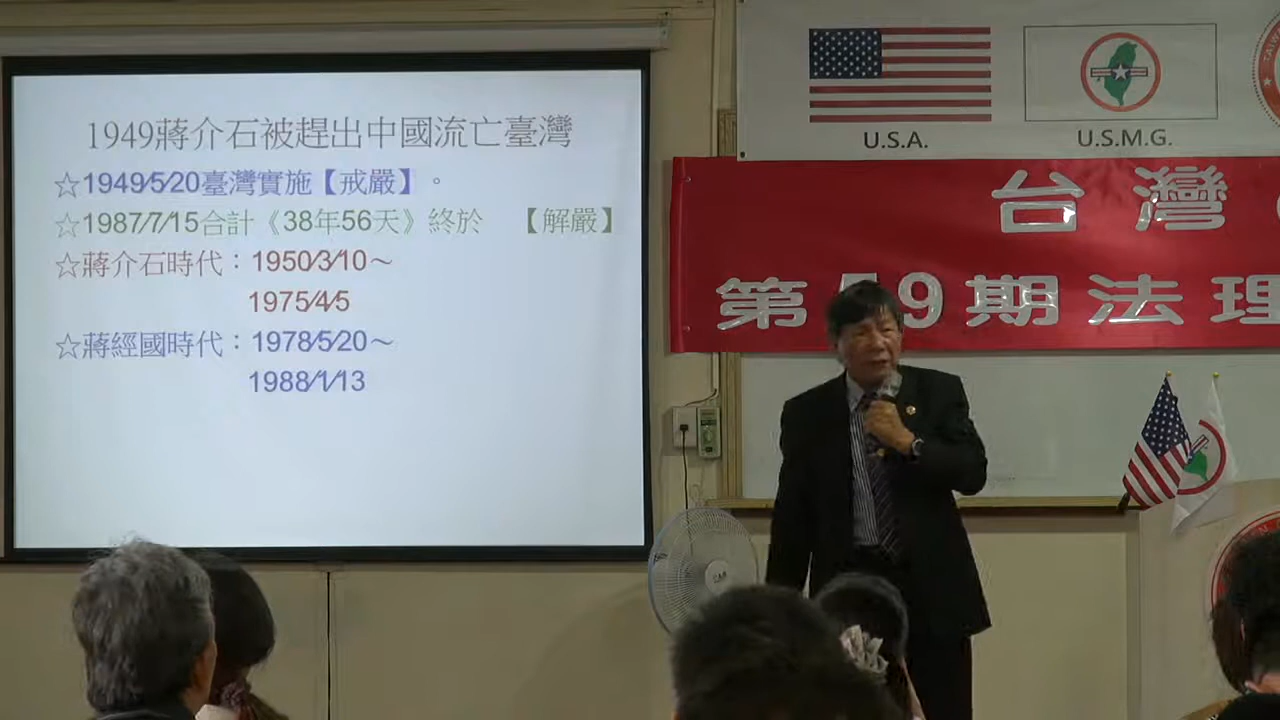 1949蔣介石被趕出中國流亡臺灣
☆1949/5/20臺灣實施【戒嚴】。
☆1987/7/15合計《38年56天》終於 【解嚴】
☆蔣介石時代：1950/3/10～
1975/4/5
☆蔣經國時代：1978/5/20～
1988/1/13
U.S.A.
U.S.M.G.
台灣
第59期法理